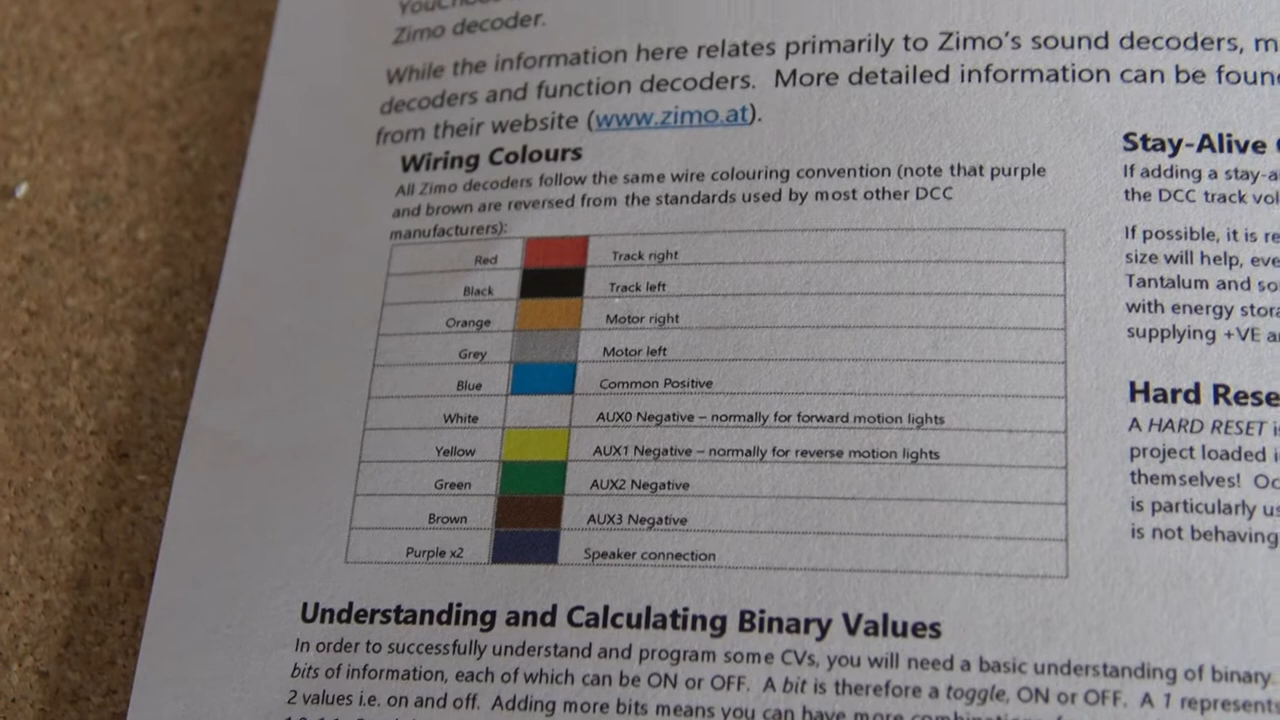 Zimo decoder.
While the information here relates primarily to Zimo's sound decoders, m
decoders and function decoders. More detailed information can be foun
from their website (www.zimo.at).
Wiring Colours
All Zimo decoders follow the same wire colouring convention (note that purple
and brown are reversed from the standards used by most other DCC
manufacturers):
Red Track right
Black Track left
Orange Motor right
Grey Motor left
Blue Common Positive
White AUX0 Negative – normally for forward motion lights
Yellow AUX1 Negative – normally for reverse motion lights
Green AUX2 Negative
Brown AUX3 Negative
Purple x2 Speaker connection
Stay-Alive
If adding a stay-a
the DCC track vol
If possible, it is re
size will help, eve
Tantalum and so
with energy stora
supplying +VE a
Hard Rese
A HARD RESET i
project loaded i
themselves! Oc
is particularly us
is not behaving
Understanding and Calculating Binary Values
In order to successfully understand and program some CVs, you will need a basic understanding of binary.
bits of information, each of which can be ON or OFF. A bit is therefore a toggle, ON or OFF. A 1 represents
2 values i.e. on and off. Adding more bits means you can have more